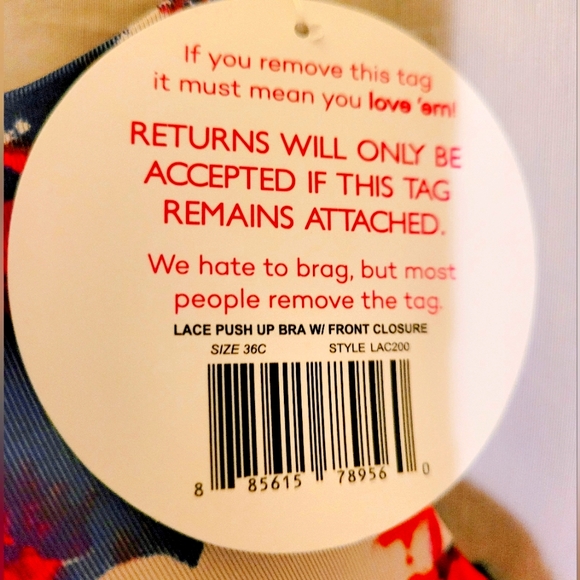 If you remove this tag
it must mean you love 'em!
RETURNS WILL ONLY BE
ACCEPTED IF THIS TAG
REMAINS ATTACHED.
We hate to brag, but most
people remove the tag.
LACE PUSH UP BRA W/ FRONT CLOSURE
SIZE 36C STYLE LAC200
8 85615 78956 0